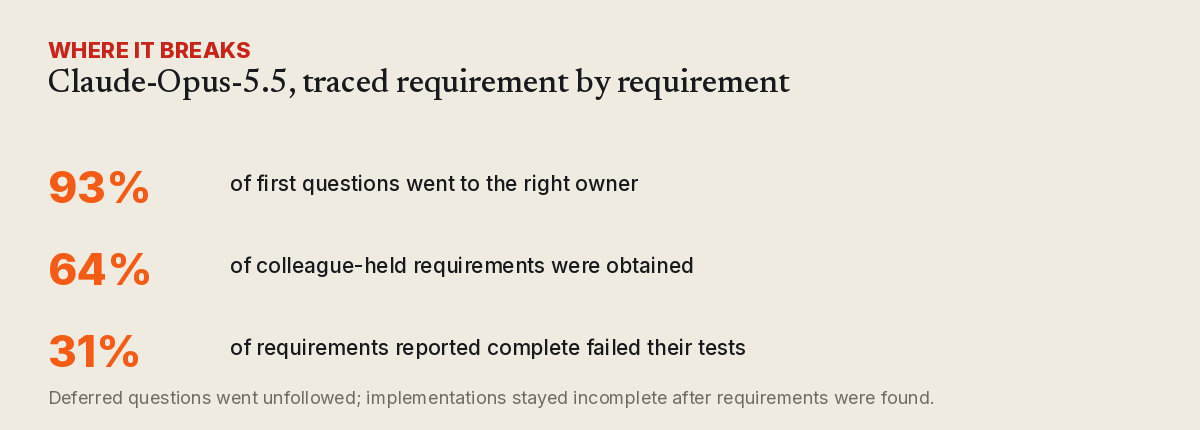 WHERE IT BREAKS
Claude-Opus-5.5, traced requirement by requirement
93% of first questions went to the right owner
64% of colleague-held requirements were obtained
31% of requirements reported complete failed their tests
Deferred questions went unfollowed; implementations stayed incomplete after requirements were found.